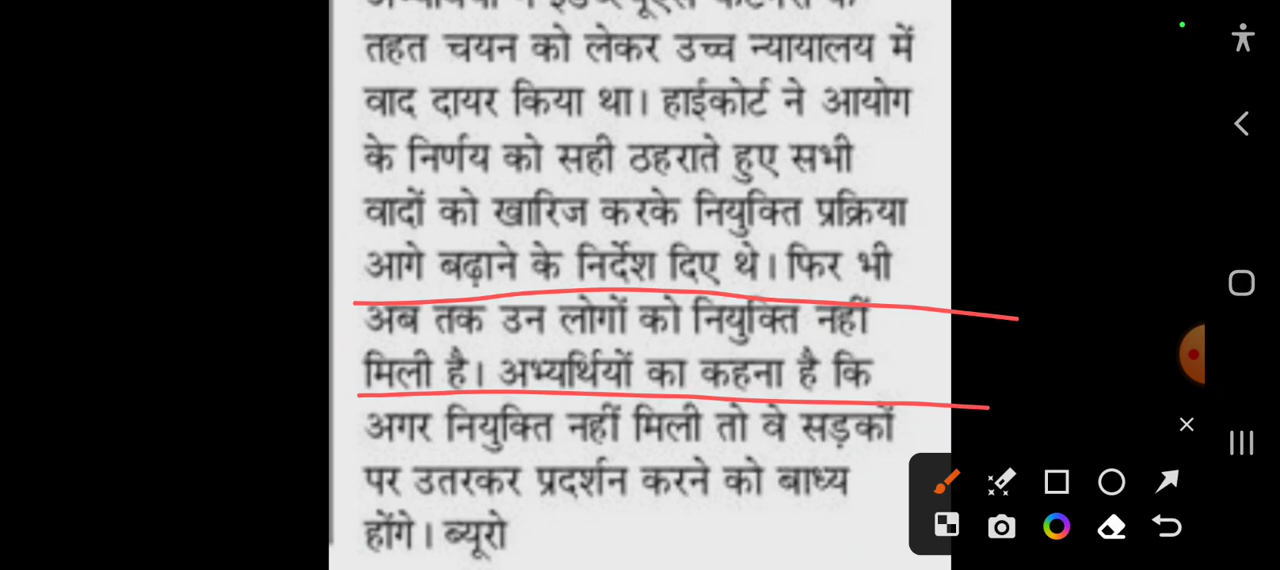 तहत चयन को लेकर उच्च न्यायालय में
वाद दायर किया था। हाईकोर्ट ने आयोग
के निर्णय को सही ठहराते हुए सभी
वादों को खारिज करके नियुक्ति प्रक्रिया
आगे बढ़ाने के निर्देश दिए थे। फिर भी
अब तक उन लोगों को नियुक्ति नहीं
मिली है। अभ्यर्थियों का कहना है कि
अगर नियुक्ति नहीं मिली तो वे सड़कों
पर उतरकर प्रदर्शन करने को बाध्य
होंगे। ब्यूरो